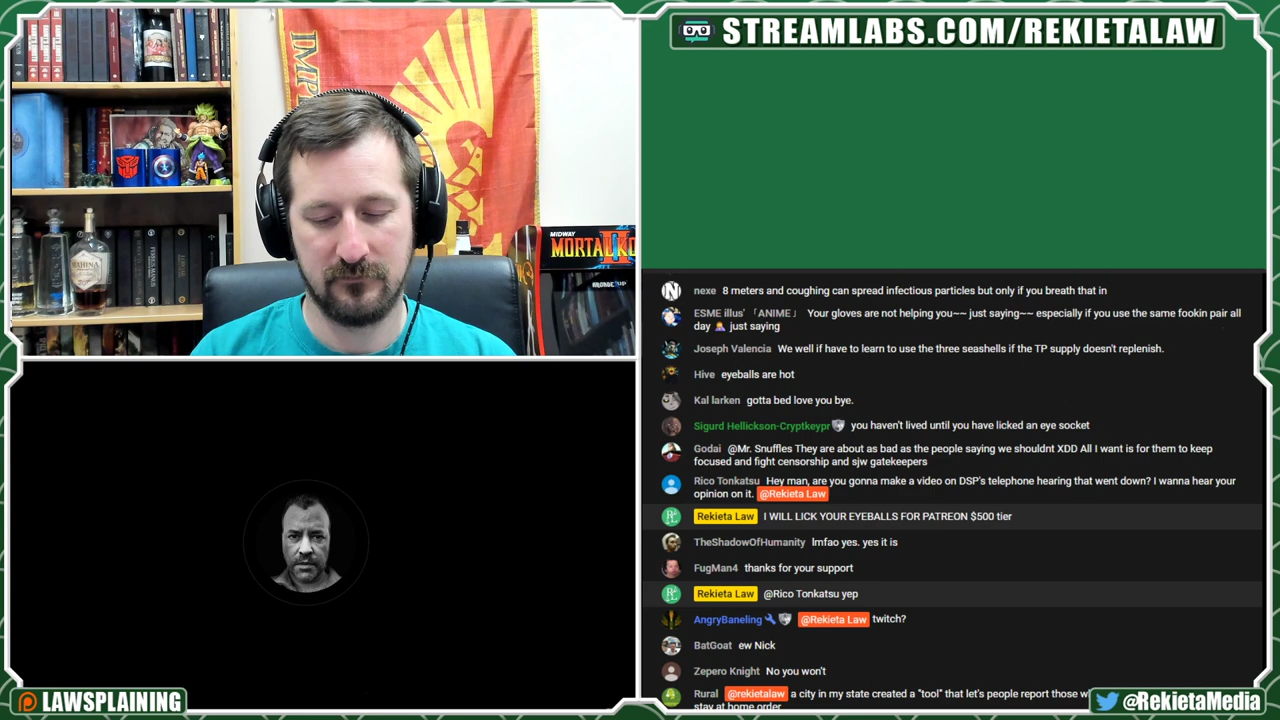 STREAMLABS.COM/REKIETALAW
IMP
MIDWAY
MORTAL KO
II
ARCADE1UP
nexe 8 meters and coughing can spread infectious particles but only if you breath that in
ESME illus' 「ANIME」 Your gloves are not helping you~~ just saying~~ especially if you use the same fookin pair all
day 🤷‍♀️ just saying
Joseph Valencia We well if have to learn to use the three seashells if the TP supply doesn't replenish.
Hive eyeballs are hot
Kal larken gotta bed love you bye.
Sigurd Hellickson-Cryptkeypr you haven't lived until you have licked an eye socket
Godai @Mr. Snuffles They are about as bad as the people saying we shouldnt XDD All I want is for them to keep
focused and fight censorship and sjw gatekeepers
Rico Tonkatsu Hey man, are you gonna make a video on DSP's telephone hearing that went down? I wanna hear your
opinion on it. @Rekieta Law
Rekieta Law I WILL LICK YOUR EYEBALLS FOR PATREON $500 tier
TheShadowOfHumanity lmfao yes. yes it is
FugMan4 thanks for your support
Rekieta Law @Rico Tonkatsu yep
AngryBaneling @Rekieta Law twitch?
BatGoat ew Nick
Zepero Knight No you won't
Rural @rekietalaw a city in my state created a "tool" that let's people report those w
stay at home order
LAWSPLAINING
@RekietaMedia